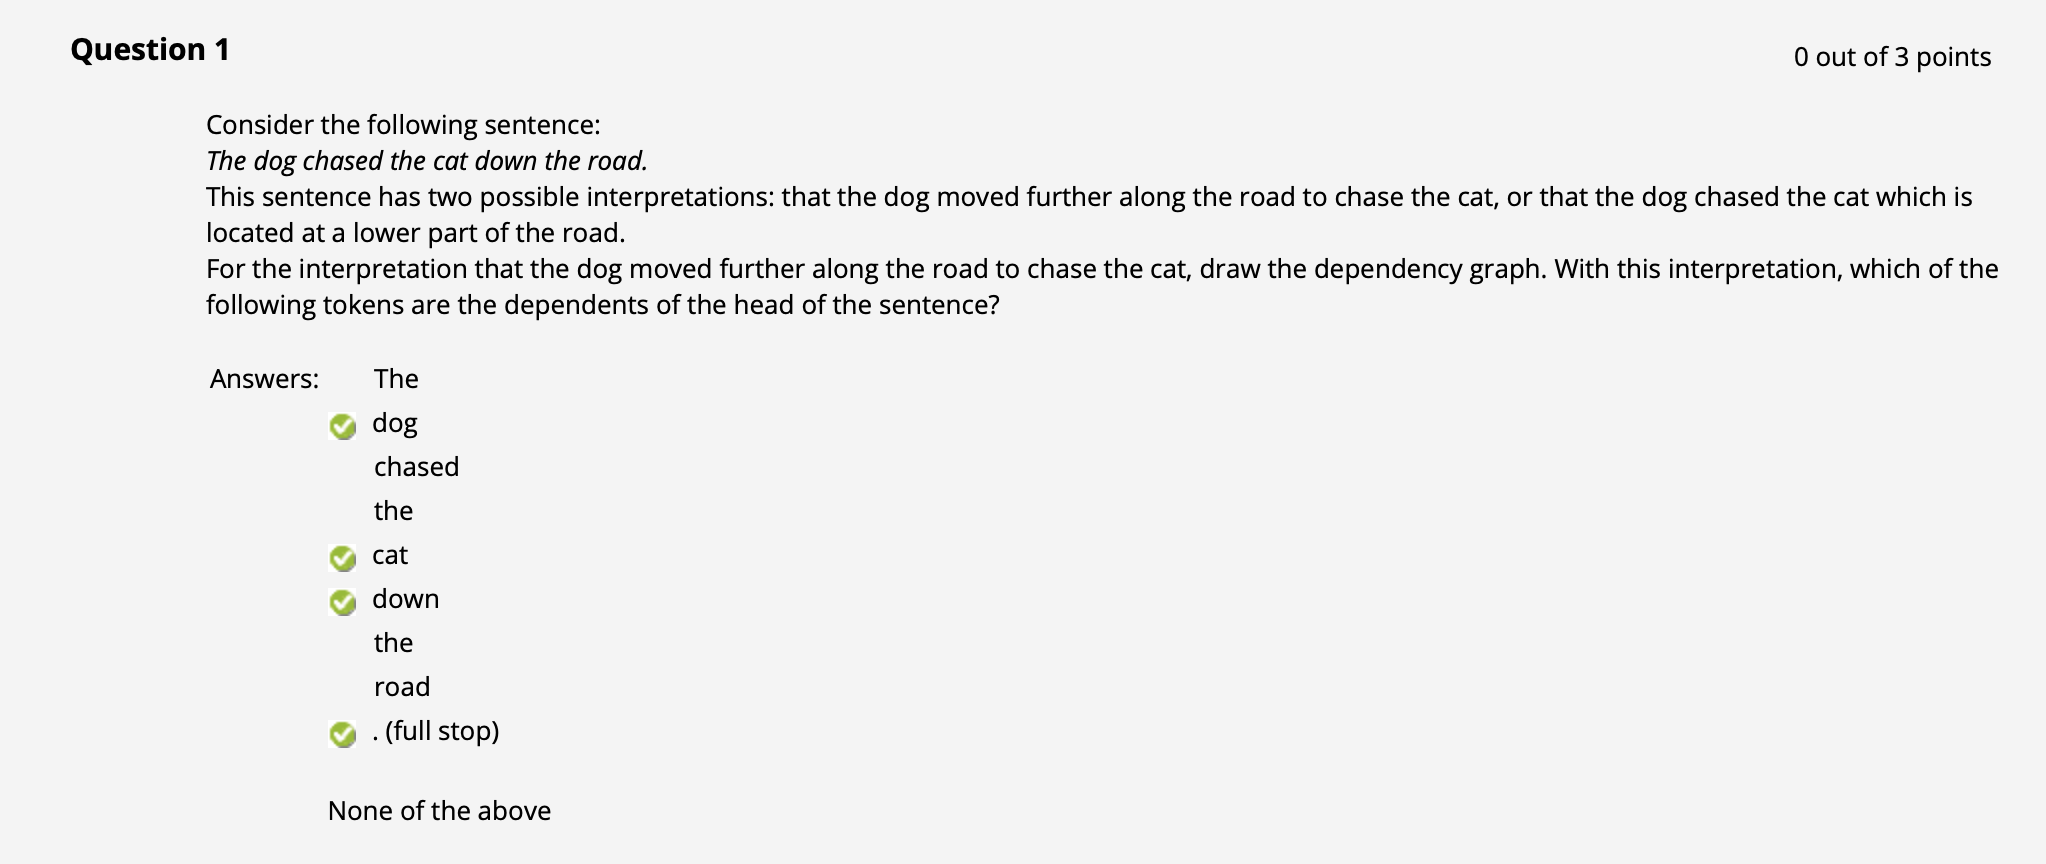 Question 1
0 out of 3 points
Consider the following sentence:
The dog chased the cat down the road.
This sentence has two possible interpretations: that the dog moved further along the road to chase the cat, or that the dog chased the cat which is
located at a lower part of the road.
For the interpretation that the dog moved further along the road to chase the cat, draw the dependency graph. With this interpretation, which of the
following tokens are the dependents of the head of the sentence?
Answers: The
dog
chased
the
cat
down
the
road
. (full stop)
None of the above